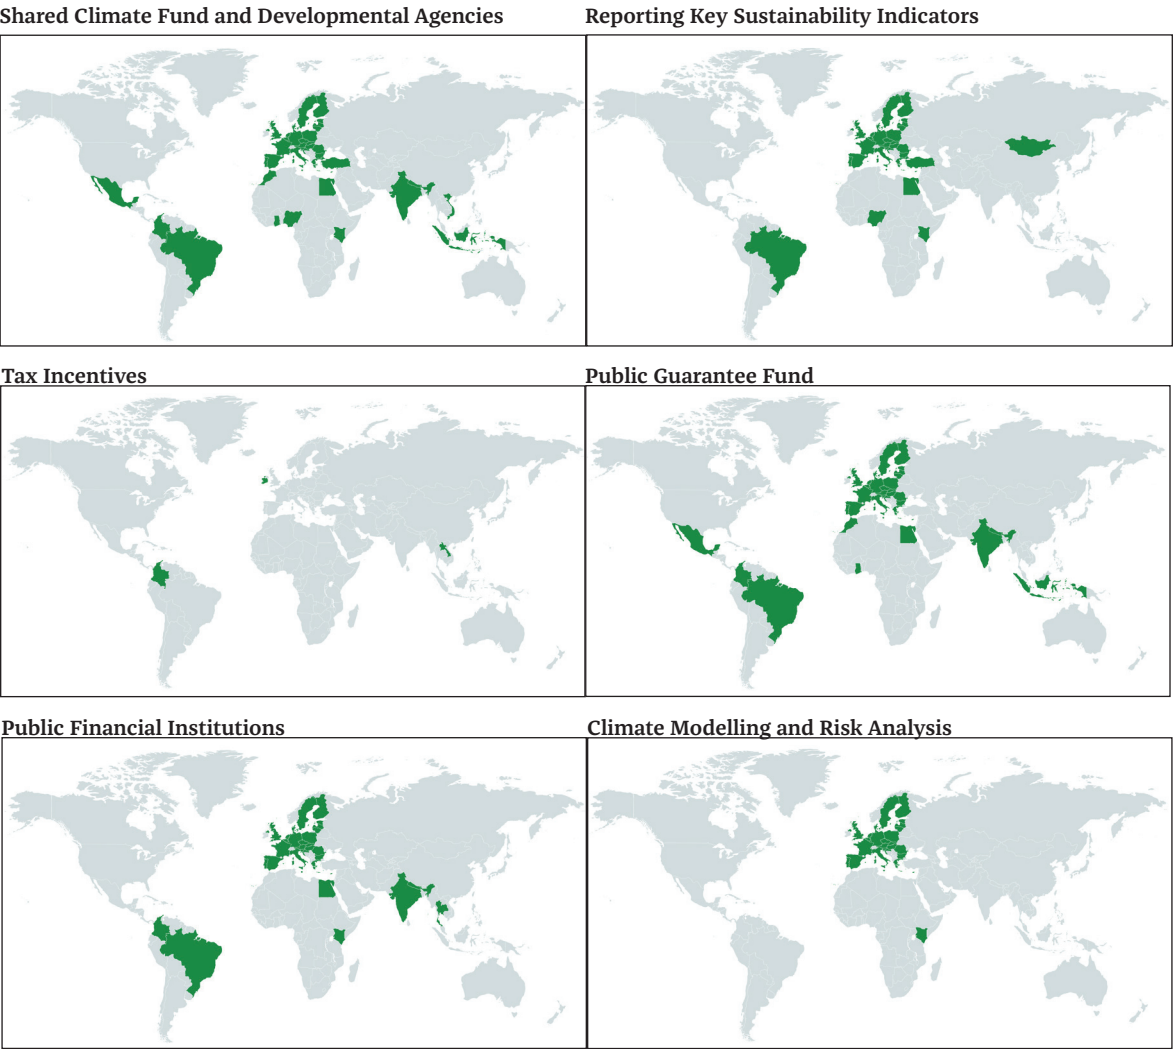 Shared Climate Fund and Developmental Agencies
Reporting Key Sustainability Indicators
Tax Incentives
Public Guarantee Fund
Public Financial Institutions
Climate Modelling and Risk Analysis